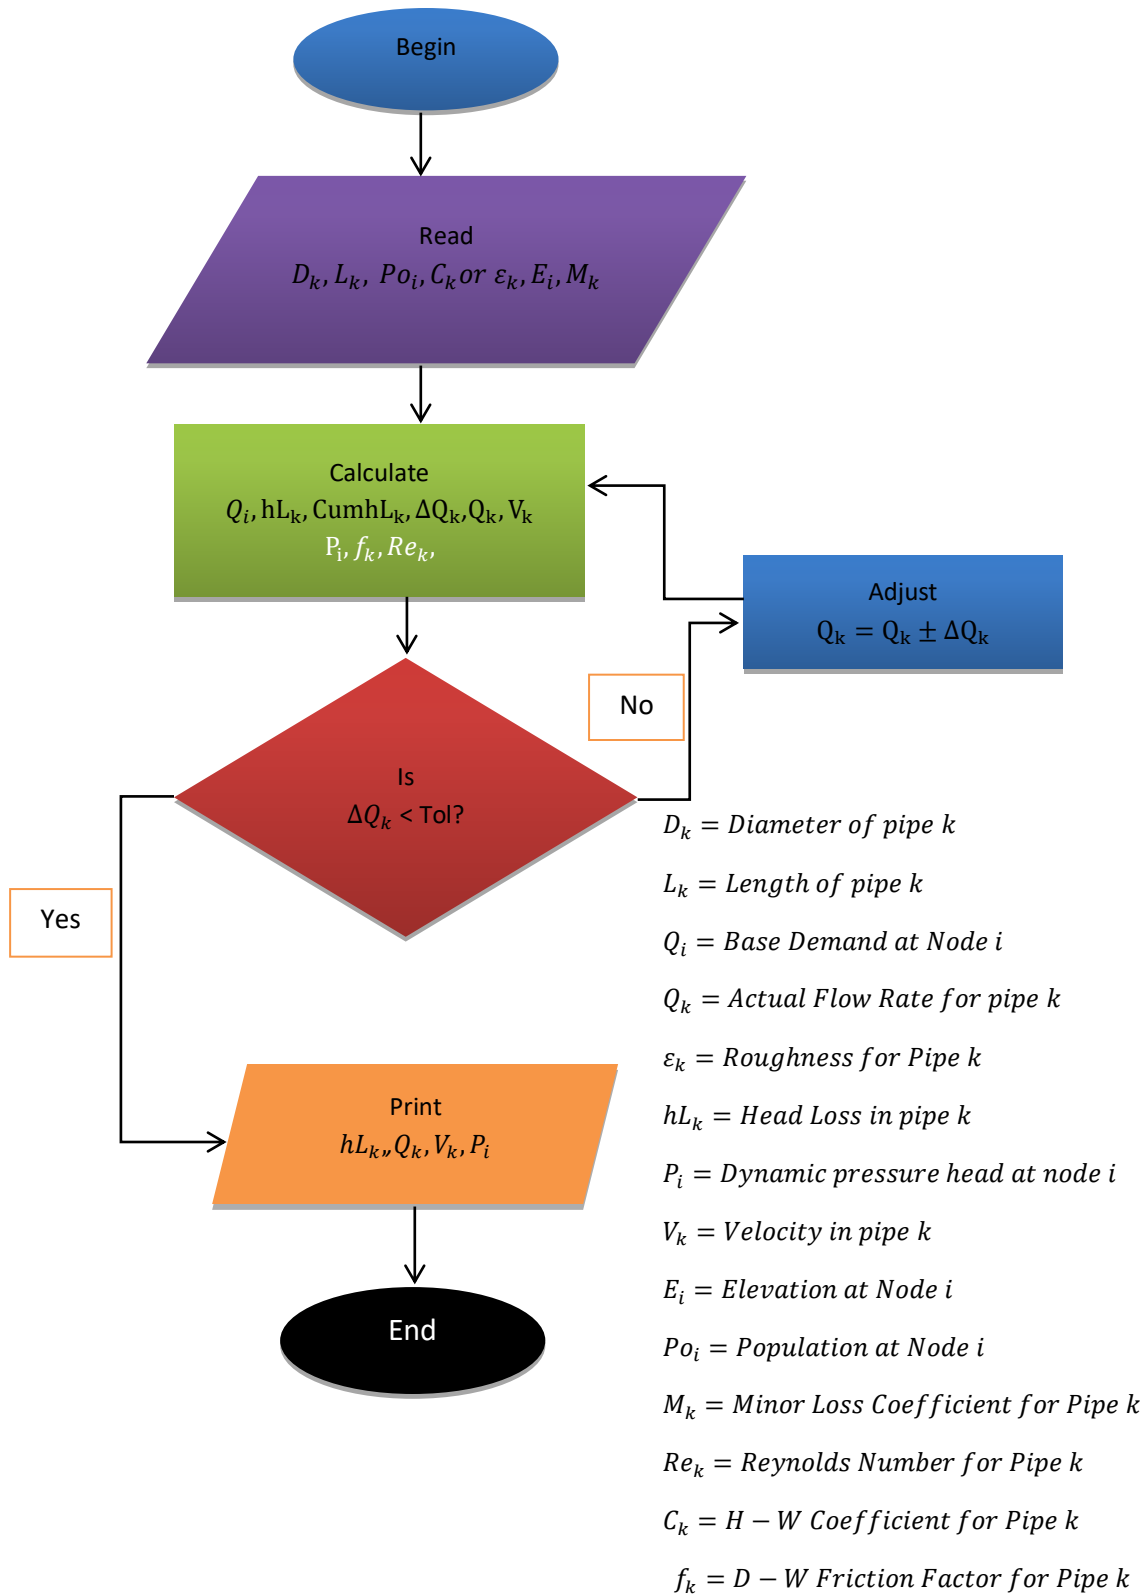 Begin
Read
D_k, L_k, Po_i, C_k or ε_k, E_i, M_k
Calculate
Q_i, hL_k, CumhL_k, ΔQ_k, Q_k, V_k
P_i, f_k, Re_k,
Adjust
Q_k = Q_k ± ΔQ_k
No
Is
ΔQ_k < Tol?
Yes
Print
hL_k,, Q_k, V_k, P_i
End
D_k = Diameter of pipe k
L_k = Length of pipe k
Q_i = Base Demand at Node i
Q_k = Actual Flow Rate for pipe k
ε_k = Roughness for Pipe k
hL_k = Head Loss in pipe k
P_i = Dynamic pressure head at node i
V_k = Velocity in pipe k
E_i = Elevation at Node i
Po_i = Population at Node i
M_k = Minor Loss Coefficient for Pipe k
Re_k = Reynolds Number for Pipe k
C_k = H − W Coefficient for Pipe k
f_k = D − W Friction Factor for Pipe k